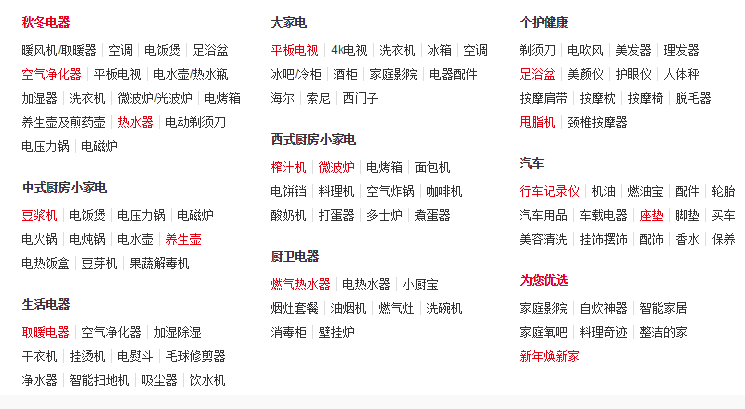 秋冬电器
暖风机/取暖器 空调 电饭煲 足浴盆
空气净化器 平板电视 电水壶/热水瓶
加湿器 洗衣机 微波炉/光波炉 电烤箱
养生壶及煎药壶 热水器 电动剃须刀
电压力锅 电磁炉
中式厨房小家电
豆浆机 电饭煲 电压力锅 电磁炉
电火锅 电炖锅 电水壶 养生壶
电热饭盒 豆芽机 果蔬解毒机
生活电器
取暖电器 空气净化器 加湿除湿
干衣机 挂烫机 电熨斗 毛球修剪器
净水器 智能扫地机 吸尘器 饮水机
大家电
平板电视 4k电视 洗衣机 冰箱 空调
冰吧/冷柜 酒柜 家庭影院 电器配件
海尔 索尼 西门子
西式厨房小家电
榨汁机 微波炉 电烤箱 面包机
电饼铛 料理机 空气炸锅 咖啡机
酸奶机 打蛋器 多士炉 煮蛋器
厨卫电器
燃气热水器 电热水器 小厨宝
烟灶套餐 油烟机 燃气灶 洗碗机
消毒柜 壁挂炉
个护健康
剃须刀 电吹风 美发器 理发器
足浴盆 美颜仪 护眼仪 人体秤
按摩肩带 按摩枕 按摩椅 脱毛器
甩脂机 颈椎按摩器
汽车
行车记录仪 机油 燃油宝 配件 轮胎
汽车用品 车载电器 座垫 脚垫 买车
美容清洗 挂饰摆饰 配饰 香水 保养
为您优选
家庭影院 自炊神器 智能家居
家庭氧吧 料理奇迹 整洁的家
新年焕新家